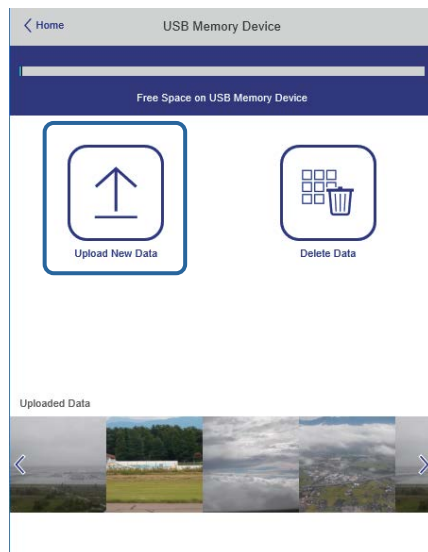 Home
USB Memory Device
Free Space on USB Memory Device
Upload New Data
Delete Data
Uploaded Data